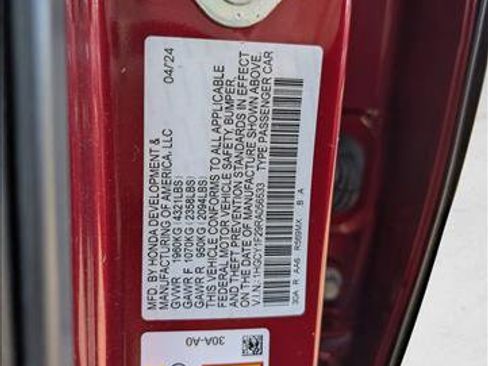 MFD. BY HONDA DEVELOPMENT & 04/24
MANUFACTURING OF AMERICA, LLC
GVWR 1960KG (4321LBS)
GAWR F 1070KG (2358LBS)
GAWR R 950KG (2094LBS)
THIS VEHICLE CONFORMS TO ALL APPLICABLE
FEDERAL MOTOR VEHICLE SAFETY, BUMPER,
AND THEFT PREVENTION STANDARDS IN EFFECT
ON THE DATE OF MANUFACTURE SHOWN ABOVE.
V.I.N.: 1HGCY1F29RA056533 TYPE: PASSENGER CAR
30A R AA6 R569MX B A
30A-A0